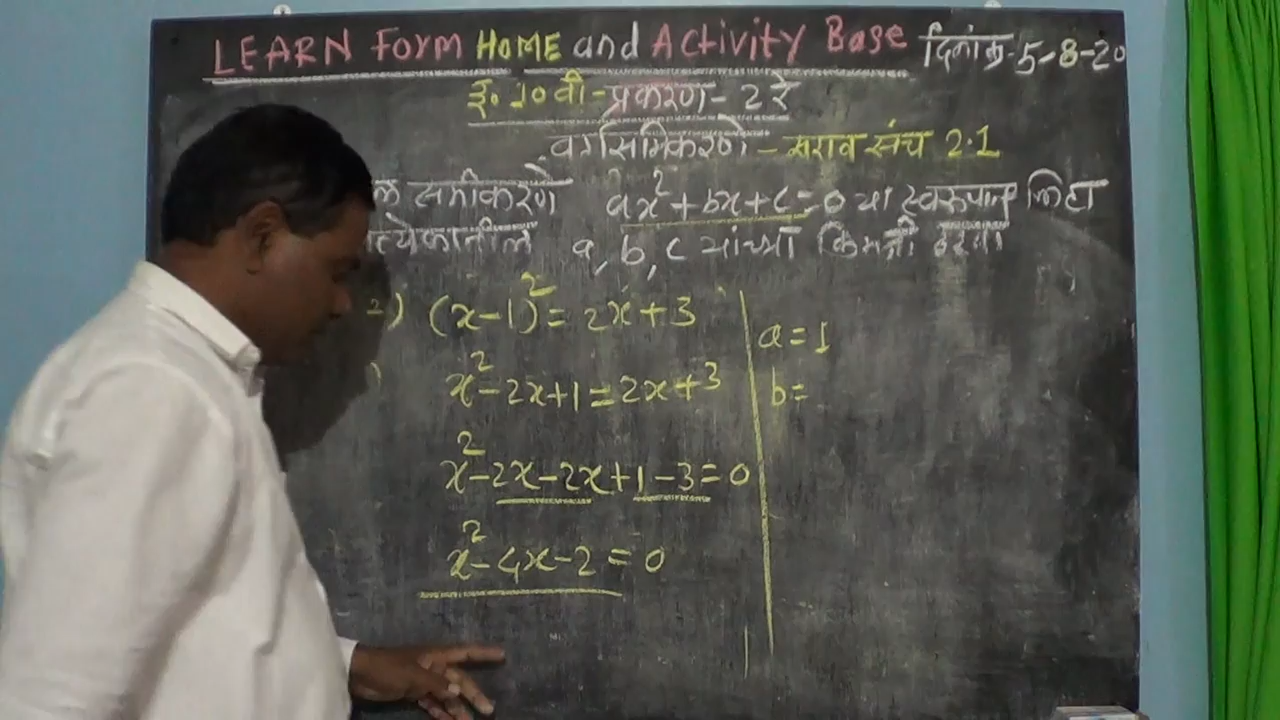 LEARN Form HOME and Activity Base दिनांक-5-8-20
इ. 10 वी - प्रकरण - 2 रे
वर्गसमिकरणे - सराव संच 2.1
ल समीकरणे ax²+bx+c=0 या स्वरूपात लिहा
त्येकातील a, b, c यांच्या किमती ठरवा
2) (x-1)² = 2x+3
x²-2x+1=2x+3
x²-2x-2x+1-3=0
x²-4x-2=0
a=1
b=